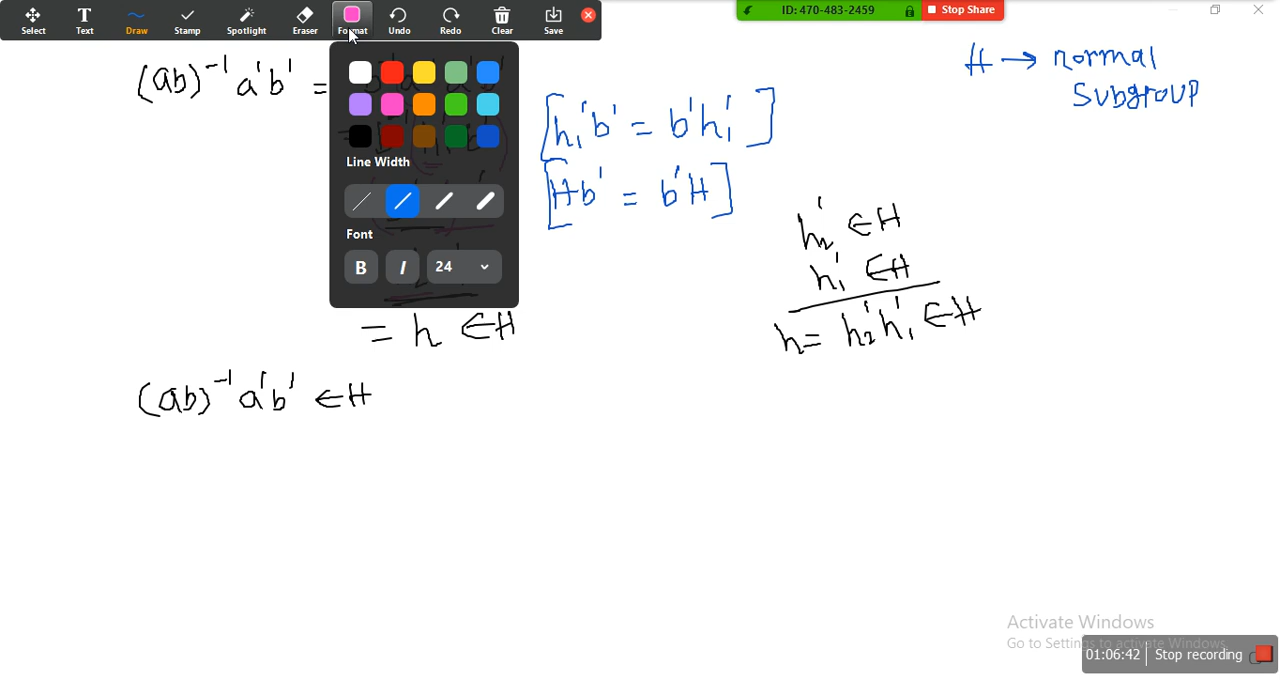 Select Text Draw Stamp Spotlight Eraser Format Undo Redo Clear Save
ID: 470-483-2459 Stop Share
H → normal
subgroup
(ab)⁻¹ a'b' =
[h₁'b' = b'h₁']
[Hb' = b'H]
Line Width
Font
B I 24
h₂' ∈ H
h₁' ∈ H
h = h₂'h₁' ∈ H
= h ∈ H
(ab)⁻¹ a'b' ∈ H
Activate Windows
Go to Settings to activate Windows.
01:06:42 Stop recording